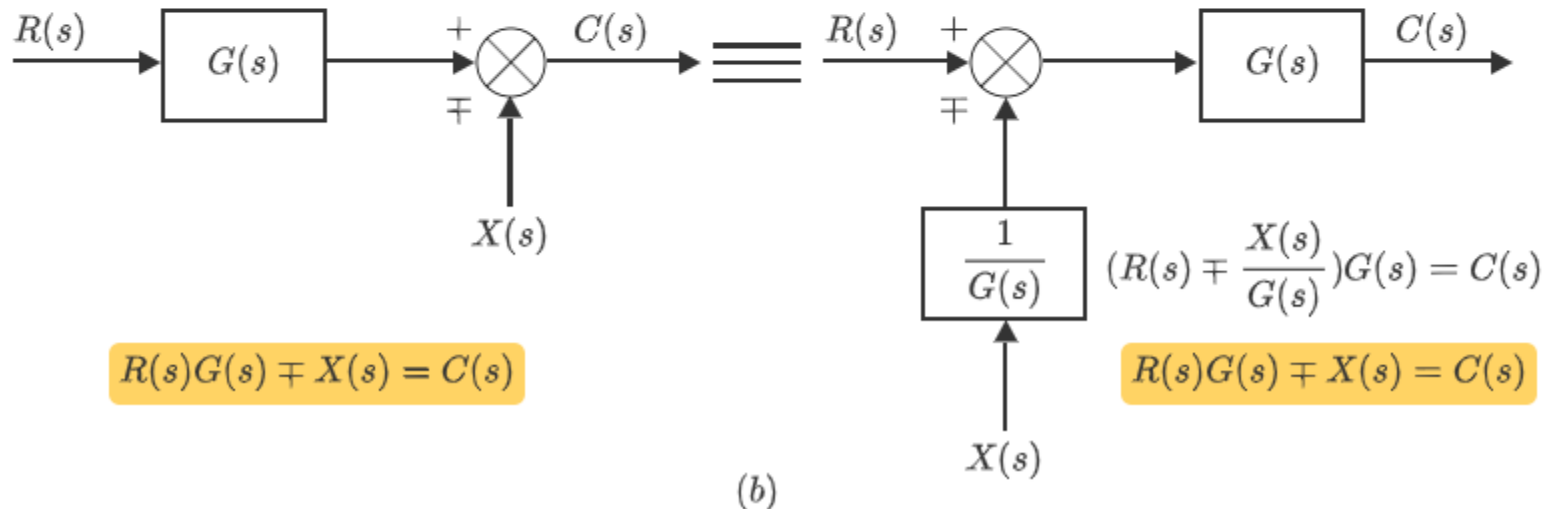 R(s) G(s) + ∓ C(s) ≡ R(s) + ∓ G(s) C(s)
X(s)
1/G(s)
(R(s) ∓ X(s)/G(s))G(s) = C(s)
R(s)G(s) ∓ X(s) = C(s)
R(s)G(s) ∓ X(s) = C(s)
X(s)
(b)